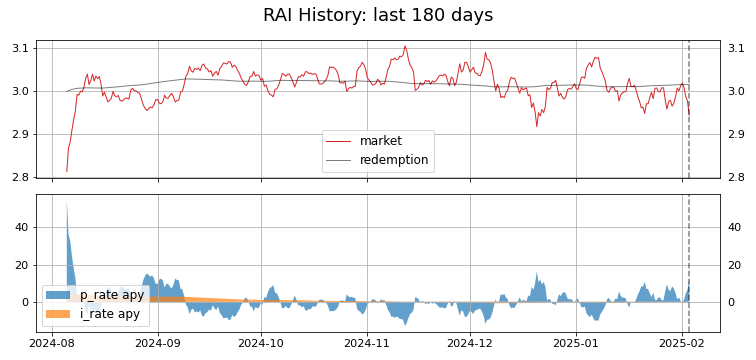 RAI History: last 180 days
3.1 3.1
3.0 3.0
2.9 2.9
2.8 2.8
market
redemption
40 40
20 20
0 0
p_rate apy
i_rate apy
2024-08 2024-09 2024-10 2024-11 2024-12 2025-01 2025-02